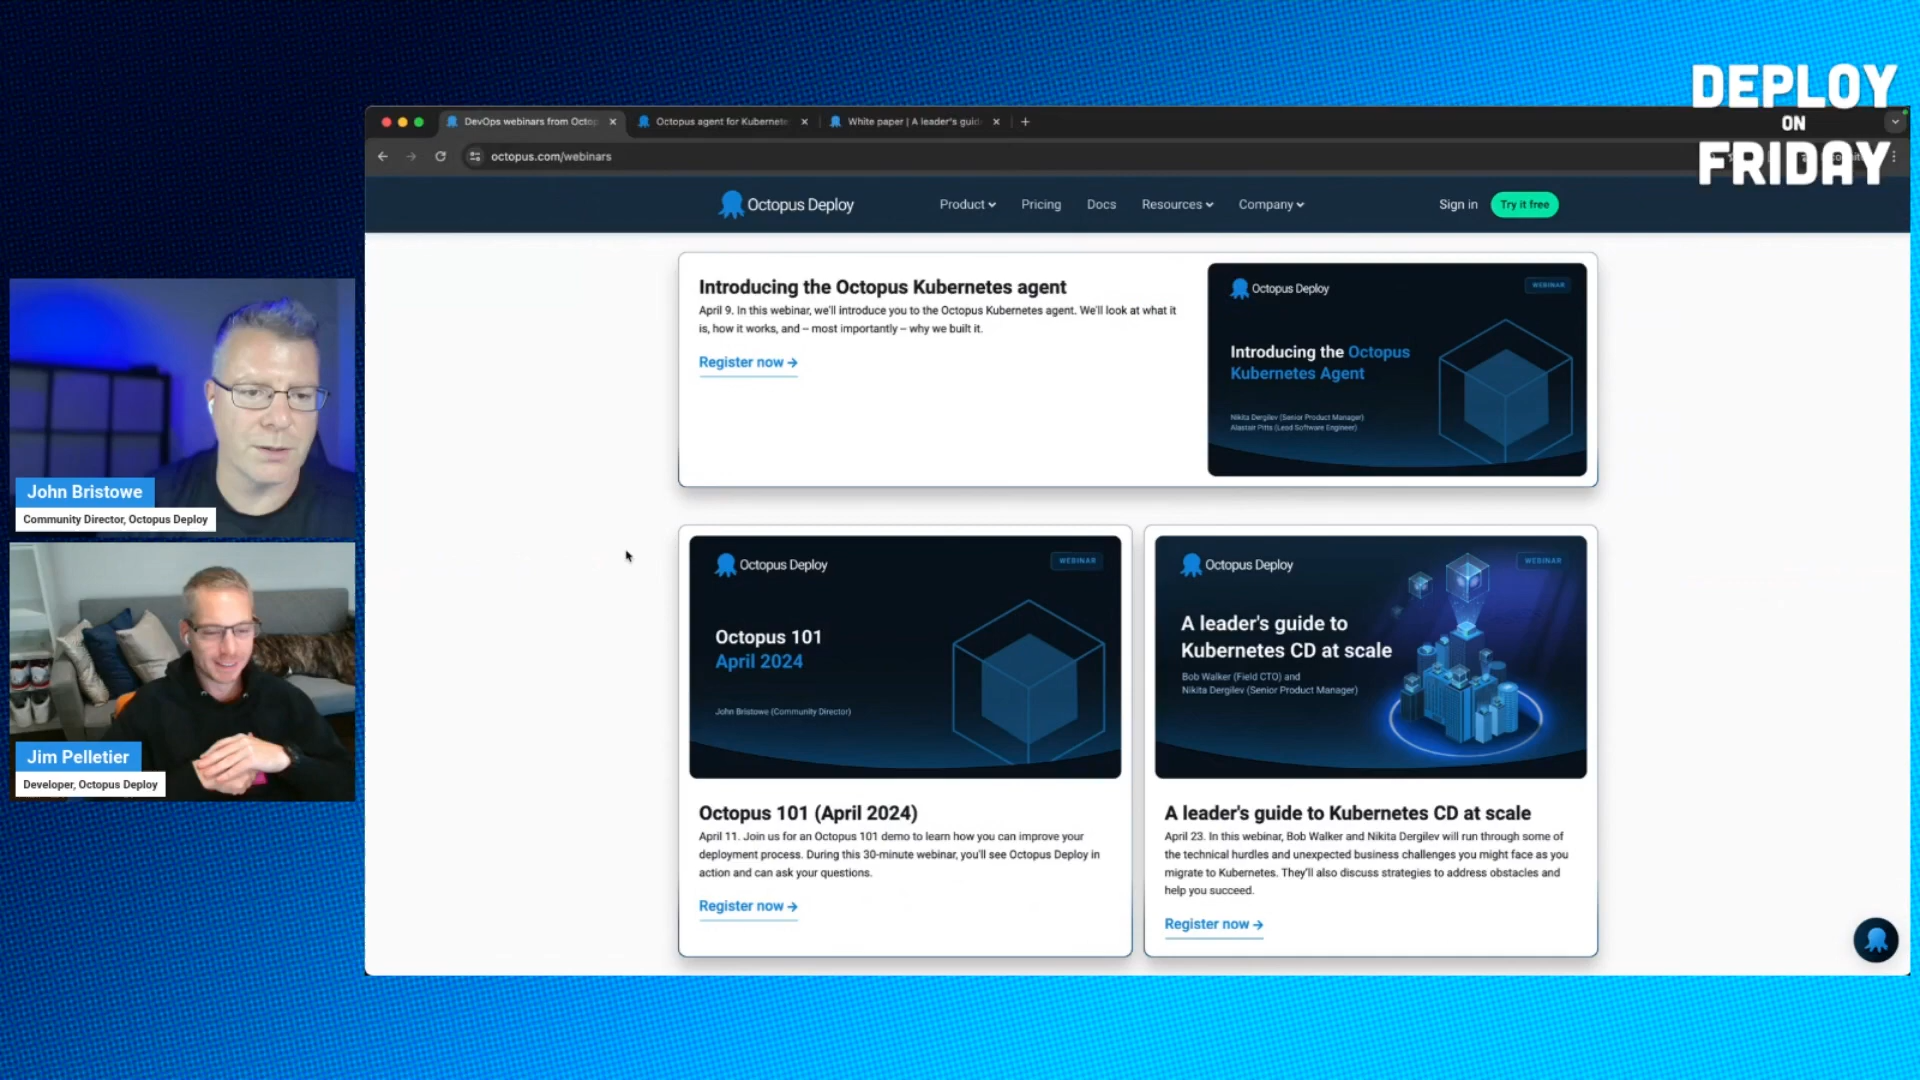 DEPLOY
ON
FRIDAY
DevOps webinars from Octop
Octopus agent for Kubernete
White paper | A leader's guid
octopus.com/webinars
Octopus Deploy
Product
Pricing
Docs
Resources
Company
Sign in
Try it free
Introducing the Octopus Kubernetes agent
April 9. In this webinar, we'll introduce you to the Octopus Kubernetes agent. We'll look at what it
is, how it works, and – most importantly – why we built it.
Register now →
Octopus Deploy
WEBINAR
Introducing the Octopus
Kubernetes Agent
Nikita Dergilev (Senior Product Manager)
Alastair Pitts (Lead Software Engineer)
John Bristowe
Community Director, Octopus Deploy
Jim Pelletier
Developer, Octopus Deploy
Octopus Deploy
WEBINAR
Octopus 101
April 2024
John Bristowe (Community Director)
Octopus 101 (April 2024)
April 11. Join us for an Octopus 101 demo to learn how you can improve your
deployment process. During this 30-minute webinar, you'll see Octopus Deploy in
action and can ask your questions.
Register now →
Octopus Deploy
WEBINAR
A leader's guide to
Kubernetes CD at scale
Bob Walker (Field CTO) and
Nikita Dergilev (Senior Product Manager)
A leader's guide to Kubernetes CD at scale
April 23. In this webinar, Bob Walker and Nikita Dergilev will run through some of
the technical hurdles and unexpected business challenges you might face as you
migrate to Kubernetes. They'll also discuss strategies to address obstacles and
help you succeed.
Register now →